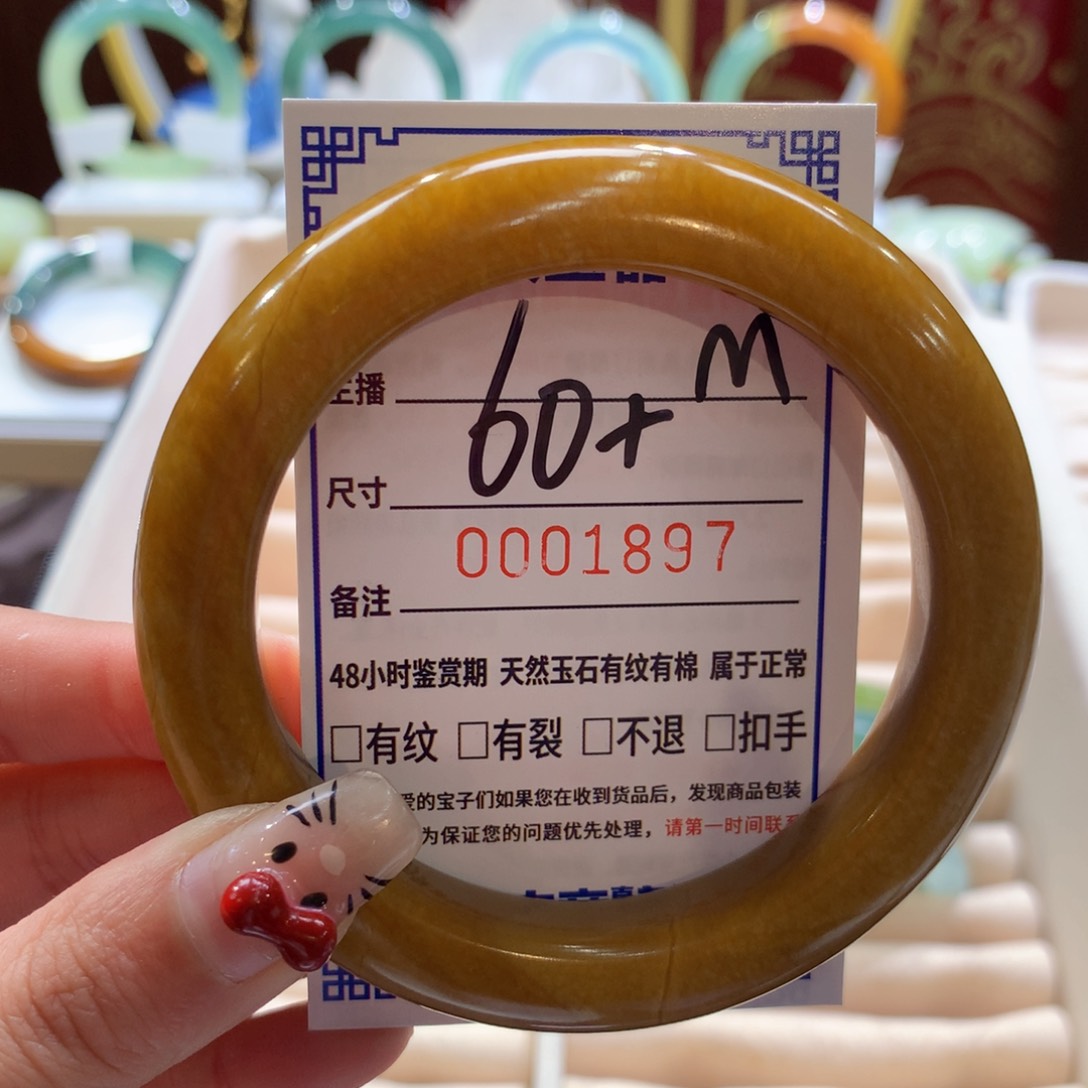 主播
M
尺寸 60+
0001897
备注
48小时鉴赏期 天然玉石有纹有棉 属于正常
□有纹 □有裂 □不退 □扣手
爱的宝子们如果您在收到货品后，发现商品包装
为保证您的问题优先处理，请第一时间联系